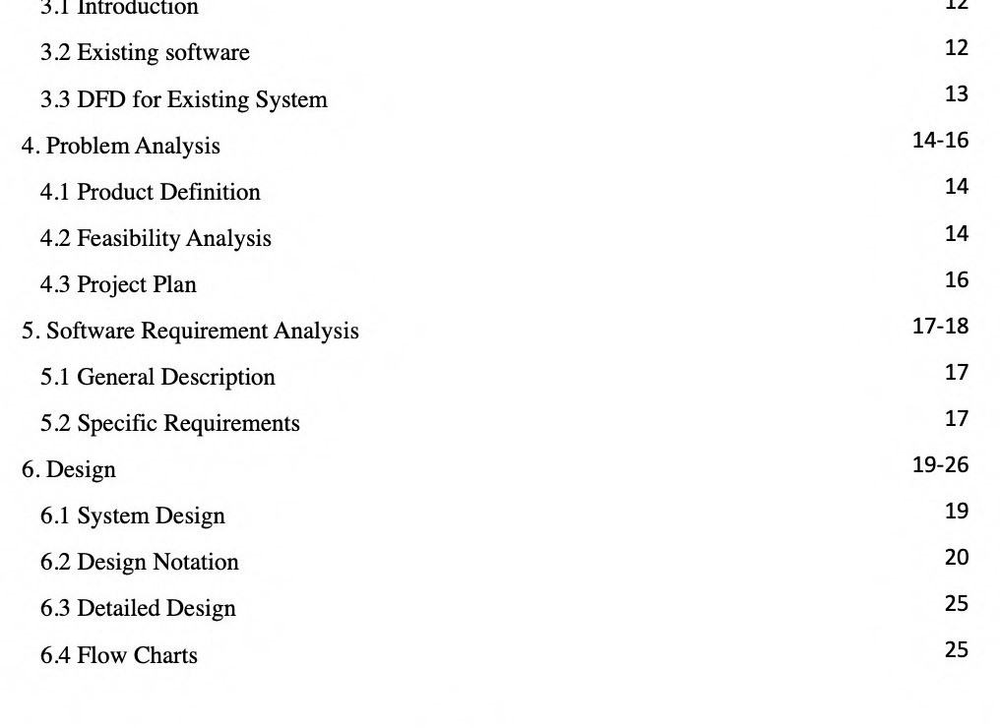 3.1 Introduction 12
3.2 Existing software 12
3.3 DFD for Existing System 13
4. Problem Analysis 14-16
4.1 Product Definition 14
4.2 Feasibility Analysis 14
4.3 Project Plan 16
5. Software Requirement Analysis 17-18
5.1 General Description 17
5.2 Specific Requirements 17
6. Design 19-26
6.1 System Design 19
6.2 Design Notation 20
6.3 Detailed Design 25
6.4 Flow Charts 25